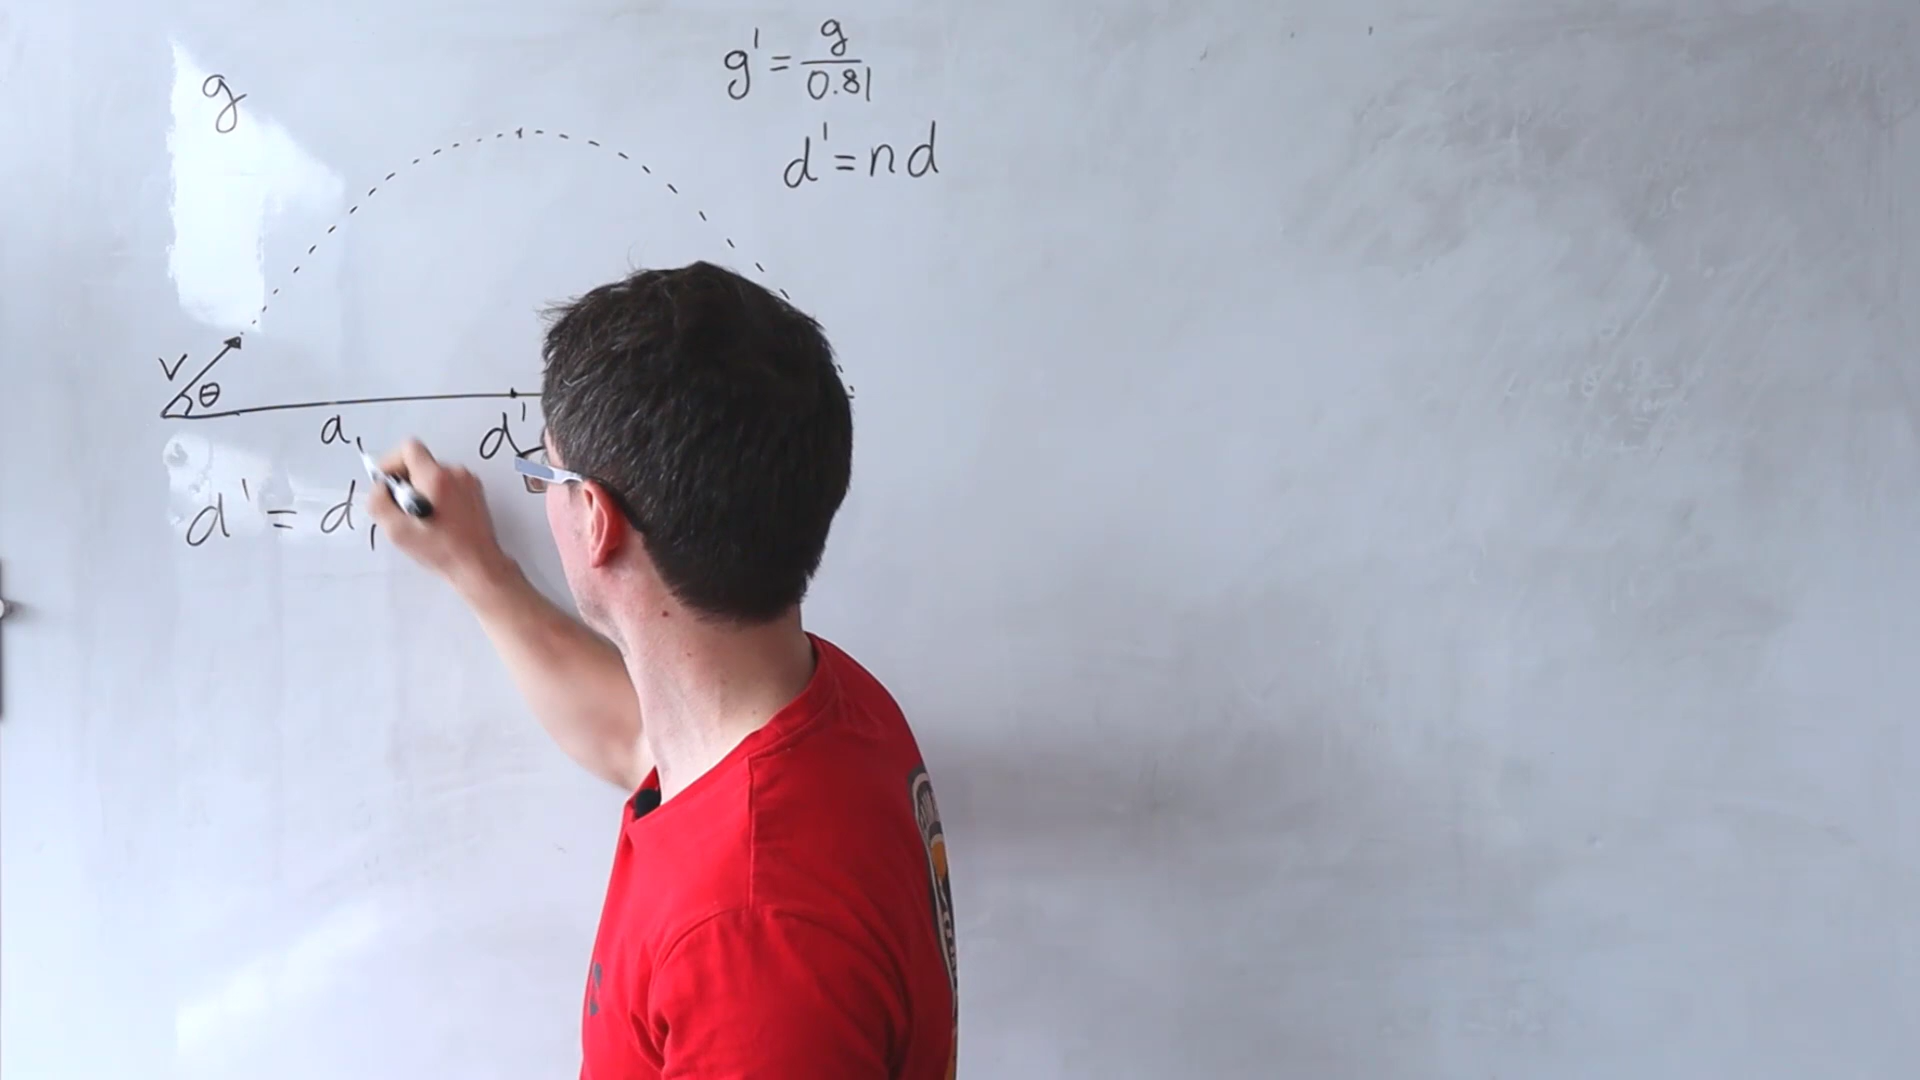 g
g' = g/0.81
d' = nd
v
θ
d₁
d'
d' = d₁